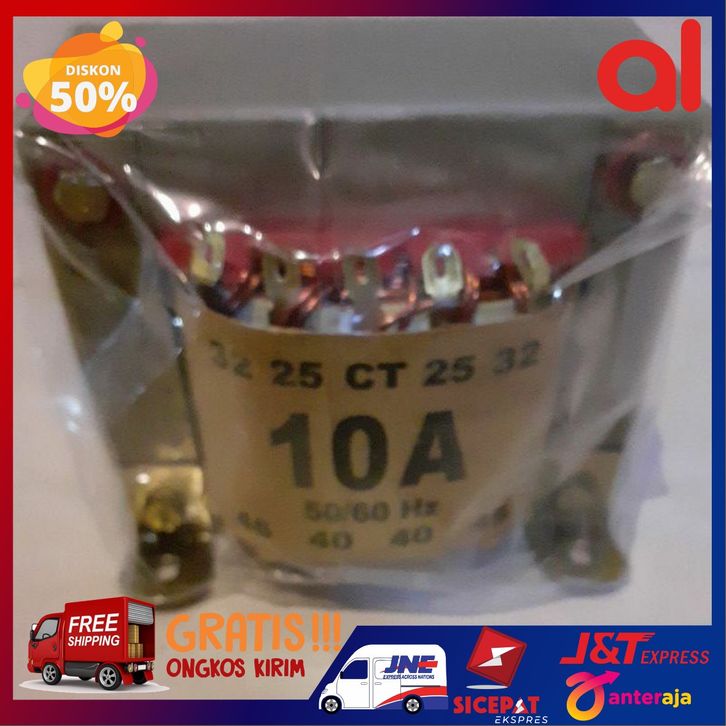 DISKON
50%
al
32 25 CT 25 32
10A
50/60 Hz
40 40
FREE
SHIPPING
GRATIS!!!
ONGKOS KIRIM
JNE
EXPRESS ACROSS NATIONS
SICEPAT
EKSPRES
J&T EXPRESS
anteraja